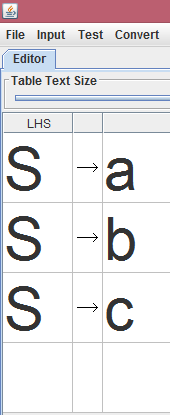 File Input Test Convert
Editor
Table Text Size
LHS
S → a
S → b
S → c